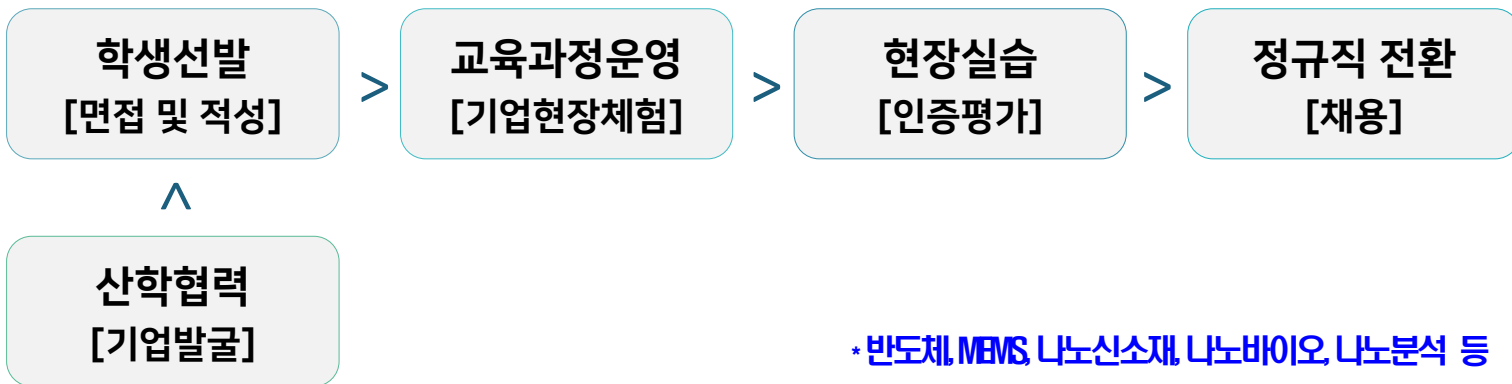 학생선발
[면접 및 적성]
>
교육과정운영
[기업현장체험]
>
현장실습
[인증평가]
>
정규직 전환
[채용]
^
산학협력
[기업발굴]
* 반도체, MEMS, 나노신소재, 나노바이오, 나노분석 등